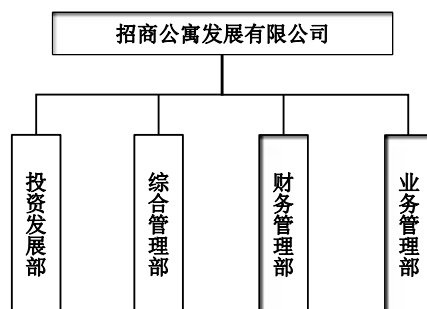 招商公寓发展有限公司
投资发展部
综合管理部
财务管理部
业务管理部